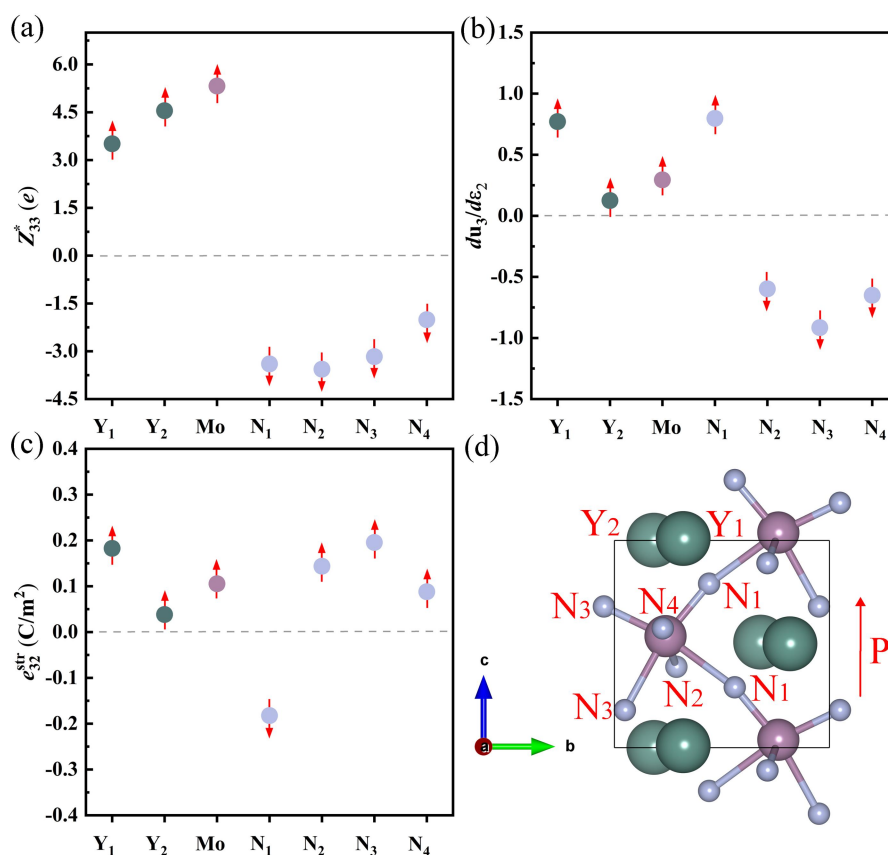 (a)
6.0
4.5
3.0
1.5
0.0
-1.5
-3.0
-4.5
Z*33 (e)
Y1 Y2 Mo N1 N2 N3 N4
(b)
1.5
1.0
0.5
0.0
-0.5
-1.0
-1.5
du3/dε2
Y1 Y2 Mo N1 N2 N3 N4
(c)
0.4
0.3
0.2
0.1
0.0
-0.1
-0.2
-0.3
-0.4
e32^str (C/m²)
Y1 Y2 Mo N1 N2 N3 N4
(d)
Y2 Y1
N3 N4 N1
P
N3 N2 N1
c
a b